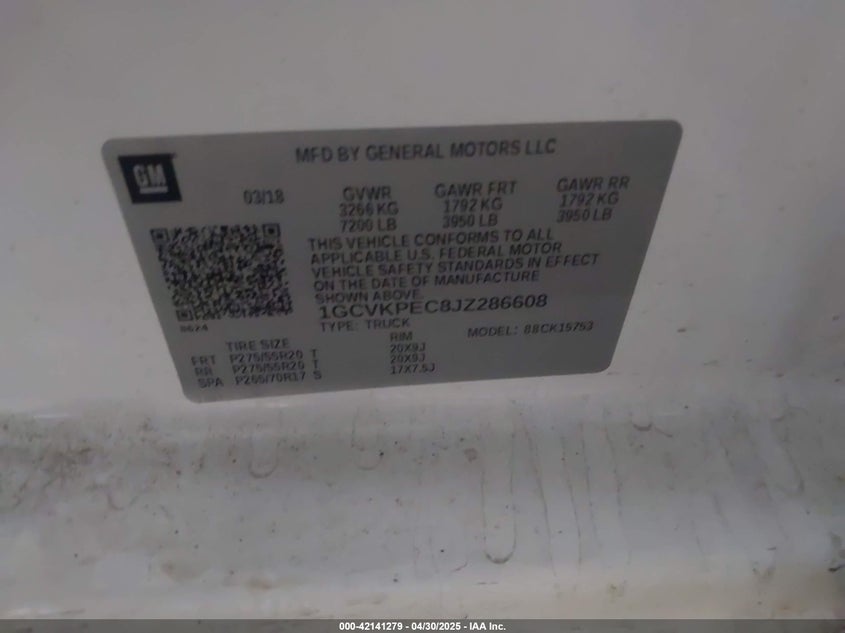 GM
MFD BY GENERAL MOTORS LLC
03/18
GVWR GAWR FRT GAWR RR
3266 KG 1792 KG 1792 KG
7200 LB 3950 LB 3950 LB
THIS VEHICLE CONFORMS TO ALL
APPLICABLE U.S. FEDERAL MOTOR
VEHICLE SAFETY STANDARDS IN EFFECT
ON THE DATE OF MANUFACTURE
SHOWN ABOVE.
1GCVKPEC8JZ286608
8624
TYPE: TRUCK MODEL: 88CK15753
TIRE SIZE RIM
FRT P275/55R20 T 20X9J
RR P275/55R20 T 20X9J
SPA P265/70R17 S 17X7.5J
000-42141279 - 04/30/2025 - IAA Inc.